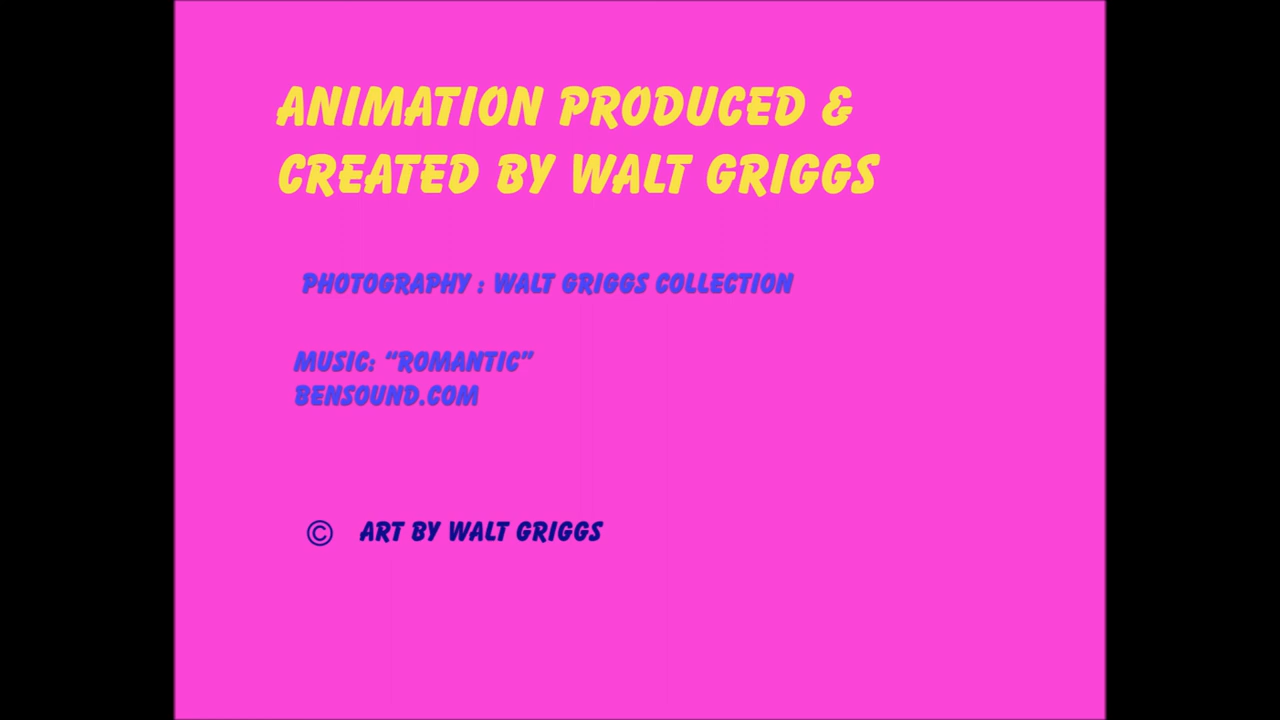 ANIMATION PRODUCED &
CREATED BY WALT GRIGGS
PHOTOGRAPHY : WALT GRIGGS COLLECTION
MUSIC: “ROMANTIC”
BENSOUND.COM
© ART BY WALT GRIGGS